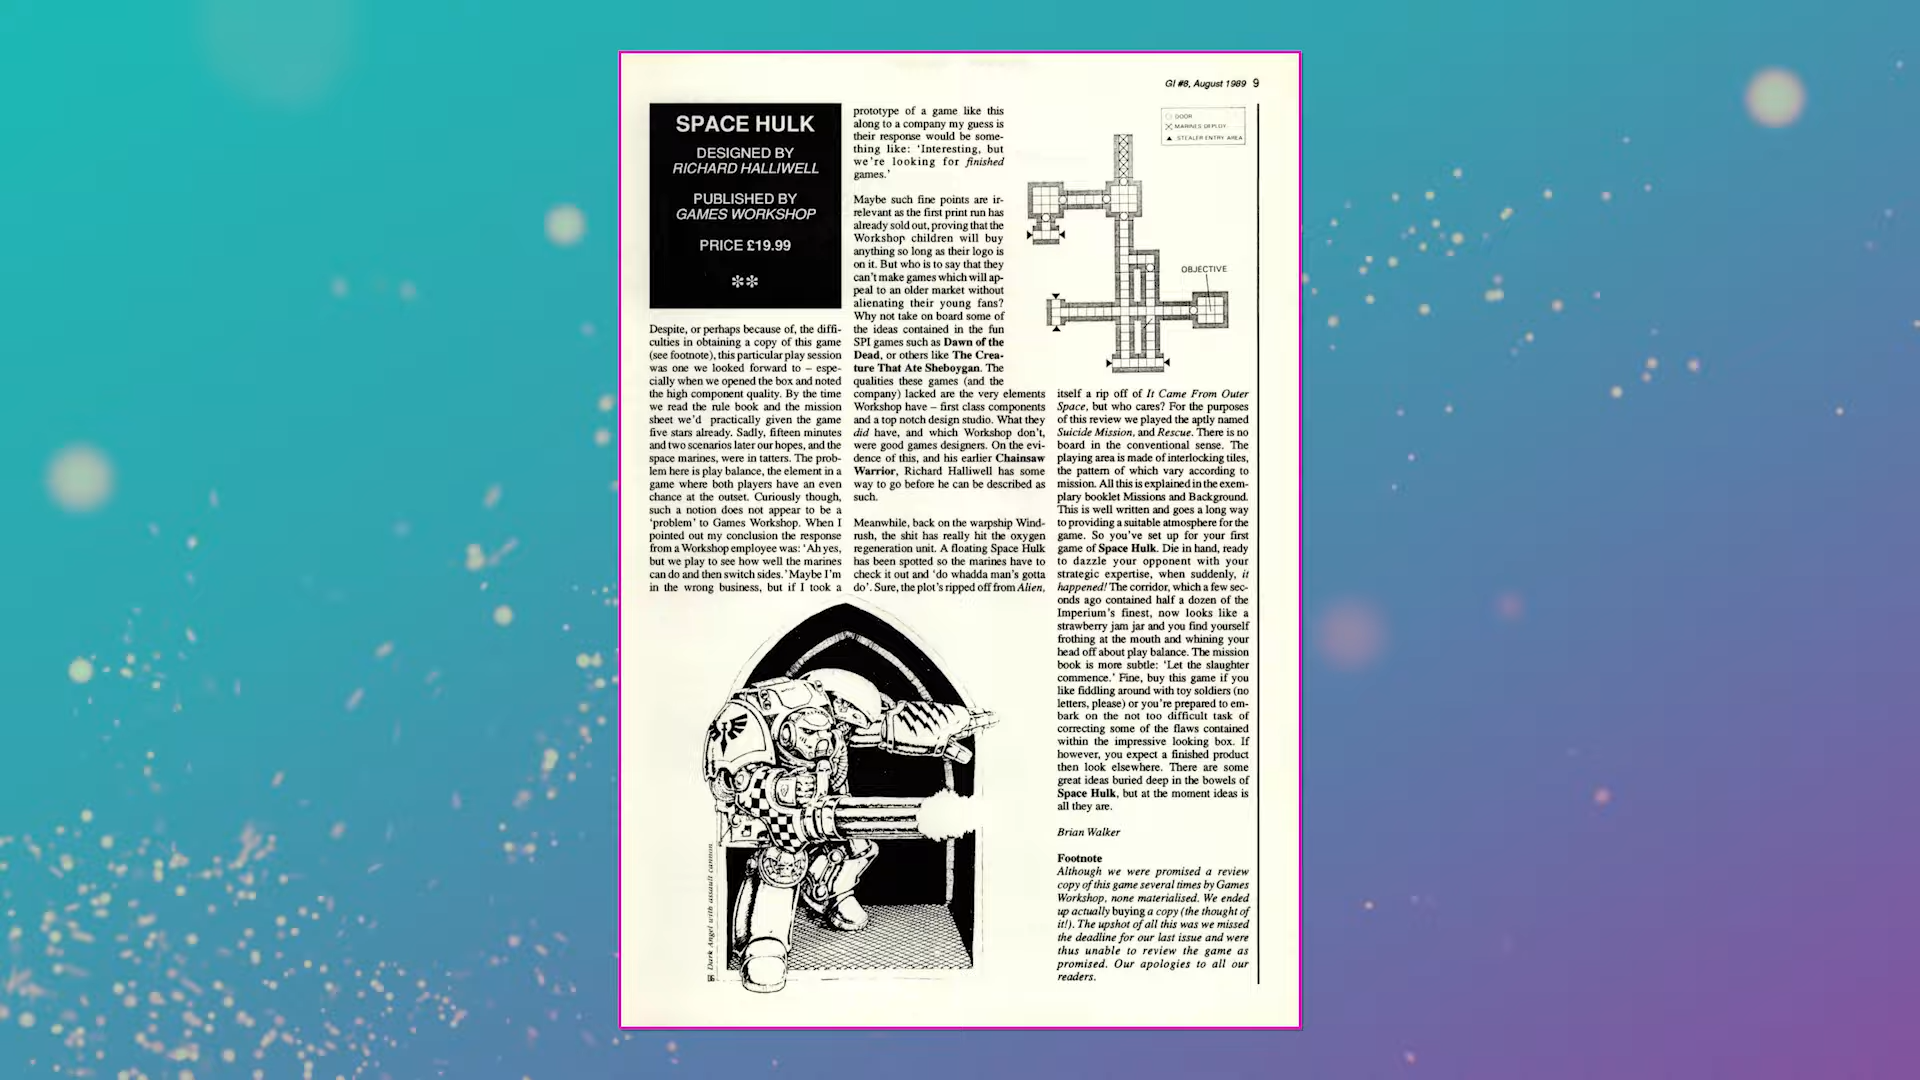 GI #8, August 1989 9
SPACE HULK
DESIGNED BY
RICHARD HALLIWELL
PUBLISHED BY
GAMES WORKSHOP
PRICE £19.99
**
Despite, or perhaps because of, the diffi-
culties in obtaining a copy of this game
(see footnote), this particular play session
was one we looked forward to – espe-
cially when we opened the box and noted
the high component quality. By the time
we read the rule book and the mission
sheet we'd practically given the game
five stars already. Sadly, fifteen minutes
and two scenarios later our hopes, and the
space marines, were in tatters. The prob-
lem here is play balance, the element in a
game where both players have an even
chance at the outset. Curiously though,
such a notion does not appear to be a
'problem' to Games Workshop. When I
pointed out my conclusion the response
from a Workshop employee was: 'Ah yes,
but we play to see how well the marines
can do and then switch sides.' Maybe I'm
in the wrong business, but if I took a
prototype of a game like this
along to a company my guess is
their response would be some-
thing like: 'Interesting, but
we're looking for finished
games.'
Maybe such fine points are ir-
relevant as the first print run has
already sold out, proving that the
Workshop children will buy
anything so long as their logo is
on it. But who is to say that they
can't make games which will ap-
peal to an older market without
alienating their young fans?
Why not take on board some of
the ideas contained in the fun
SPI games such as Dawn of the
Dead, or others like The Crea-
ture That Ate Sheboygan. The
qualities these games (and the
company) lacked are the very elements
Workshop have – first class components
and a top notch design studio. What they
did have, and which Workshop don't,
were good games designers. On the evi-
dence of this, and his earlier Chainsaw
Warrior, Richard Halliwell has some
way to go before he can be described as
such.
Meanwhile, back on the warpship Wind-
rush, the shit has really hit the oxygen
regeneration unit. A floating Space Hulk
has been spotted so the marines have to
check it out and 'do whadda man's gotta
do'. Sure, the plot's ripped off from Alien,
DOOR
MARINES DEPLOY
STEALER ENTRY AREA
OBJECTIVE
itself a rip off of It Came From Outer
Space, but who cares? For the purposes
of this review we played the aptly named
Suicide Mission, and Rescue. There is no
board in the conventional sense. The
playing area is made of interlocking tiles,
the pattern of which vary according to
mission. All this is explained in the exem-
plary booklet Missions and Background.
This is well written and goes a long way
to providing a suitable atmosphere for the
game. So you've set up for your first
game of Space Hulk. Die in hand, ready
to dazzle your opponent with your
strategic expertise, when suddenly, it
happened! The corridor, which a few sec-
onds ago contained half a dozen of the
Imperium's finest, now looks like a
strawberry jam jar and you find yourself
frothing at the mouth and whining your
head off about play balance. The mission
book is more subtle: 'Let the slaughter
commence.' Fine, buy this game if you
like fiddling around with toy soldiers (no
letters, please) or you're prepared to em-
bark on the not too difficult task of
correcting some of the flaws contained
within the impressive looking box. If
however, you expect a finished product
then look elsewhere. There are some
great ideas buried deep in the bowels of
Space Hulk, but at the moment ideas is
all they are.
Brian Walker
Footnote
Although we were promised a review
copy of this game several times by Games
Workshop, none materialised. We ended
up actually buying a copy (the thought of
it!). The upshot of all this was we missed
the deadline for our last issue and were
thus unable to review the game as
promised. Our apologies to all our
readers.
Dark Angel with assault cannon.